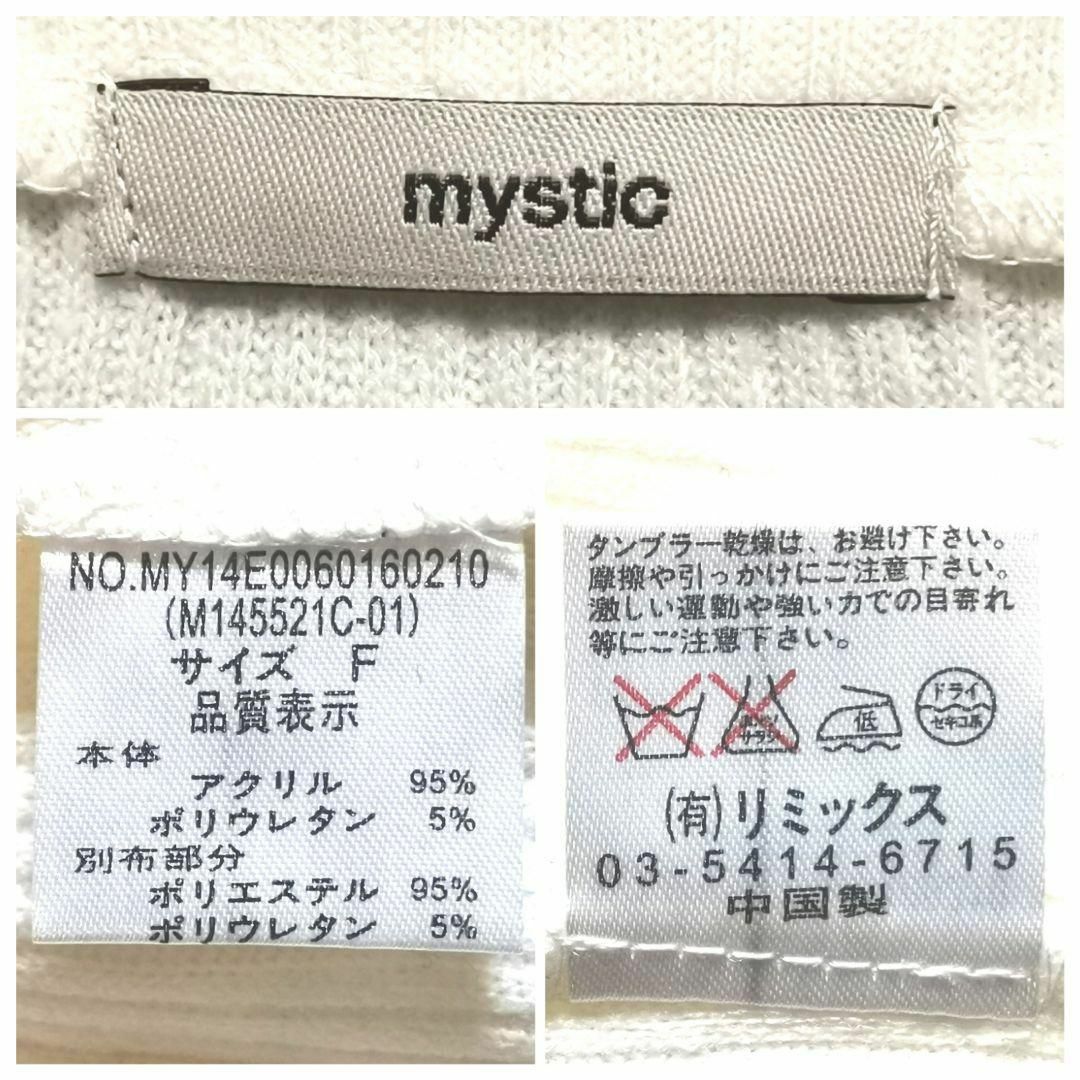 mystic
NO.MY14E0060160210
(M145521C-01)
サイズ F
品質表示
本体
アクリル 95%
ポリウレタン 5%
別布部分
ポリエステル 95%
ポリウレタン 5%
タンブラー乾燥は、お避け下さい。
摩擦や引っかけにご注意下さい。
激しい運動や強い力での目寄れ
等にご注意下さい。
エンソ
サラシ
低
ドライ
セキユ系
(有)リミックス
03-5414-6715
中国製